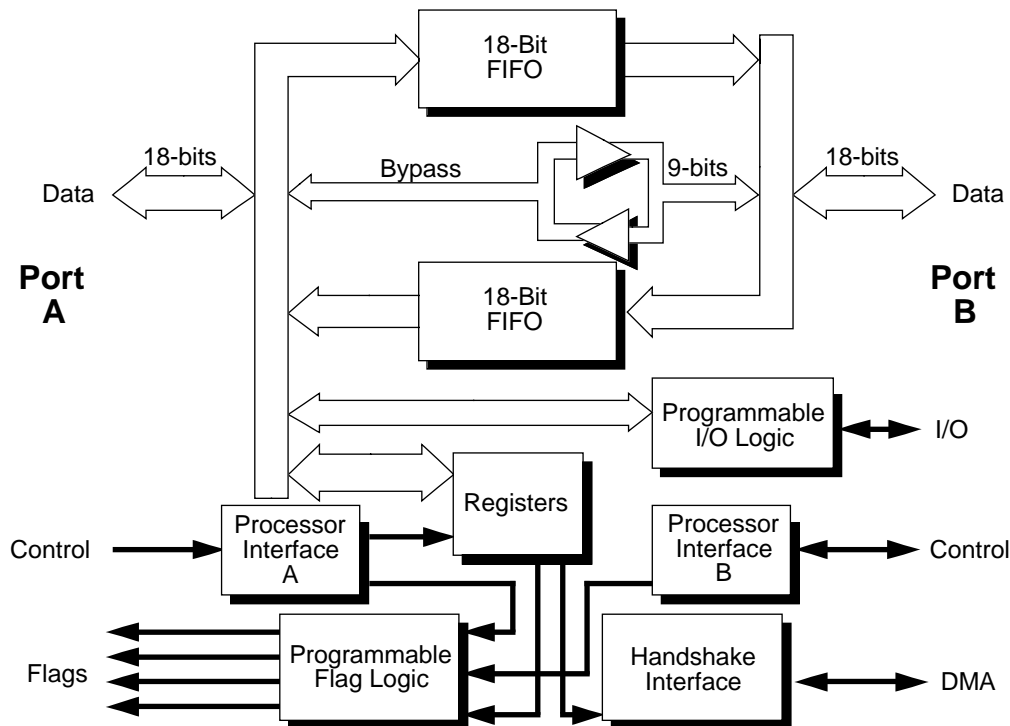 18-Bit
FIFO
18-bits
Bypass
9-bits
18-bits
Data
Data
Port
A
18-Bit
FIFO
Port
B
Programmable
I/O Logic
I/O
Registers
Control
Processor
Interface
A
Processor
Interface
B
Control
Flags
Programmable
Flag Logic
Handshake
Interface
DMA